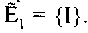 Ẽ₁ = {I}.